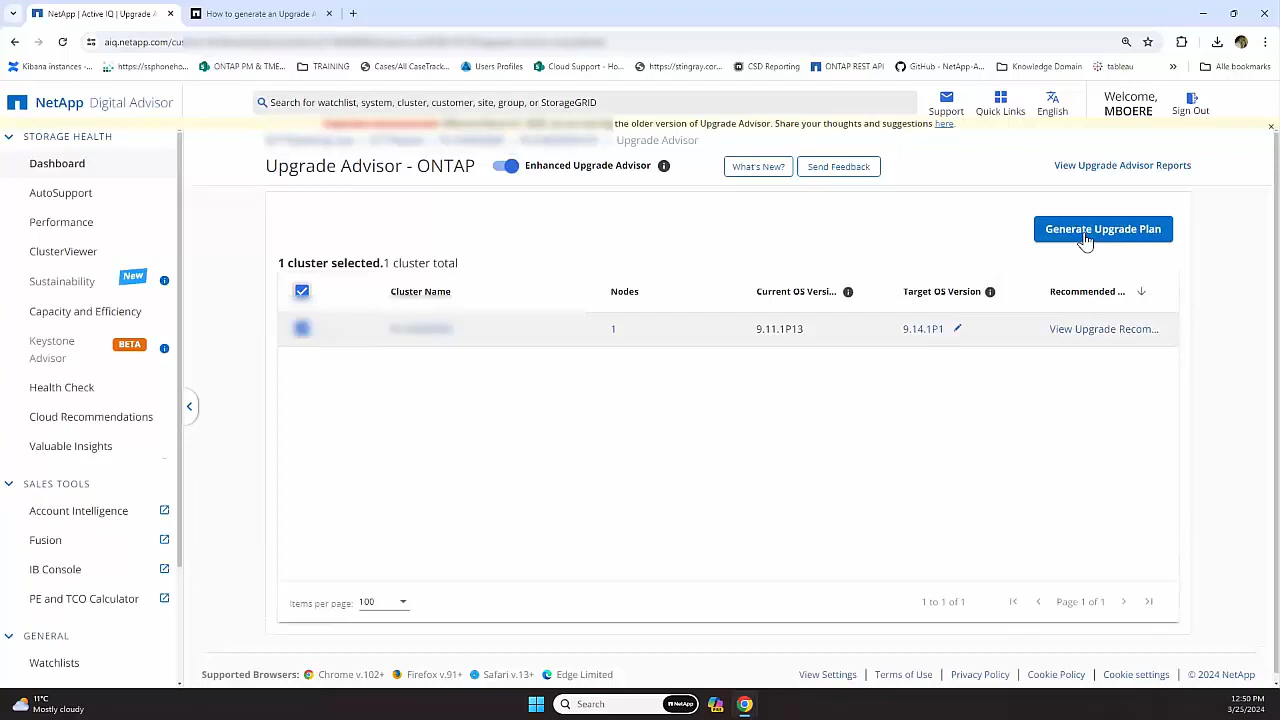 NetApp | Active IQ | Upgrade A
How to generate an Upgrade A
aiq.netapp.com/cus
Kibana instances -...
https://ssphoneho...
ONTAP PM & TME...
TRAINING
Cases/All CaseTrack...
Users Profiles
Cloud Support - Ho...
https://stingray.cor...
CSD Reporting
ONTAP REST API
GitHub - NetApp-A...
Knowledge Domain
tableau
»
Alle bookmarks
NetApp Digital Advisor
Search for watchlist, system, cluster, customer, site, group, or StorageGRID
Support
Quick Links
English
Welcome,
MBOERE
Sign Out
the older version of Upgrade Advisor. Share your thoughts and suggestions here.
STORAGE HEALTH
Dashboard
AutoSupport
Performance
ClusterViewer
Sustainability New
Capacity and Efficiency
Keystone
Advisor
BETA
Health Check
Cloud Recommendations
Valuable Insights
SALES TOOLS
Account Intelligence
Fusion
IB Console
PE and TCO Calculator
GENERAL
Watchlists
Upgrade Advisor
Upgrade Advisor - ONTAP
Enhanced Upgrade Advisor
What's New?
Send Feedback
View Upgrade Advisor Reports
Generate Upgrade Plan
1 cluster selected.1 cluster total
Cluster Name Nodes Current OS Versi... Target OS Version Recommended ...
1 9.11.1P13 9.14.1P1 View Upgrade Recom...
Items per page: 100
1 to 1 of 1
Page 1 of 1
Supported Browsers: Chrome v.102+ Firefox v.91+ Safari v.13+ Edge Limited
View Settings Terms of Use Privacy Policy Cookie Policy Cookie settings © 2024 NetApp
11°C
Mostly cloudy
Search
NetApp
12:50 PM
3/25/2024